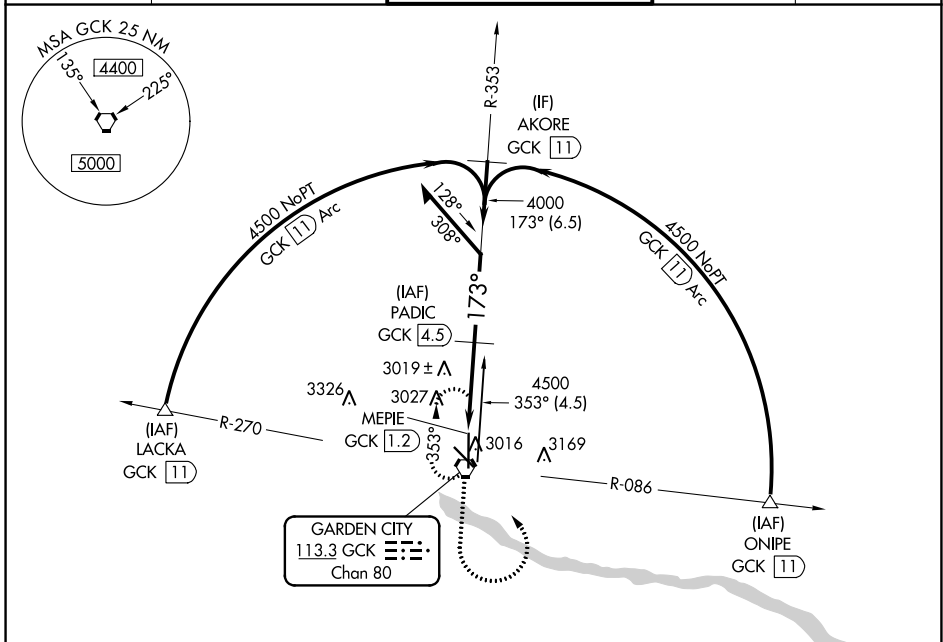 MSA GCK 25 NM
135°
4400
225°
5000
R-353
(IF)
AKORE
GCK 11
4500 NoPT
GCK 11 Arc
128°
308°
4000
173° (6.5)
4500 NoPT
GCK 11 Arc
173°
(IAF)
PADIC
GCK 4.5
3019 ±
3326
3027
4500
353° (4.5)
MEPIE
GCK 1.2
353°
3016
3169
R-270
(IAF)
LACKA
GCK 11
R-086
(IAF)
ONIPE
GCK 11
GARDEN CITY
113.3 GCK
Chan 80